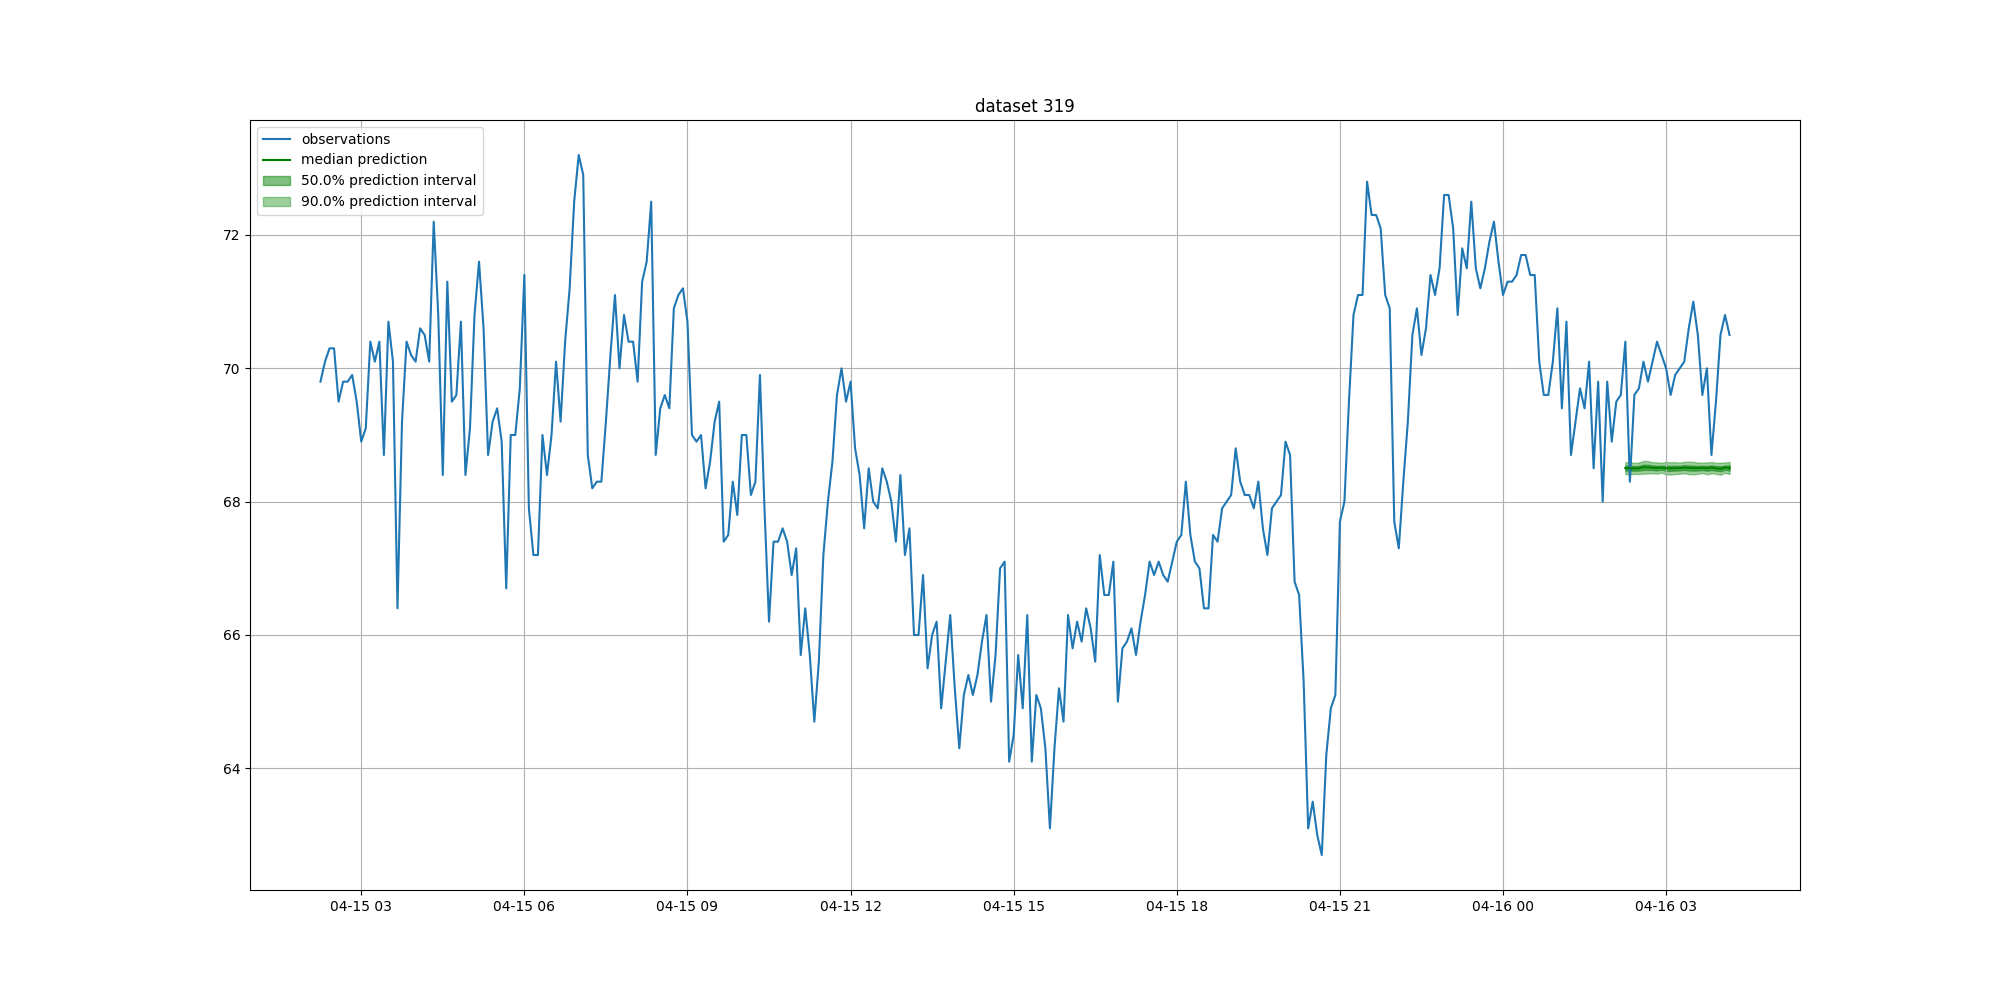 dataset 319
observations
median prediction
50.0% prediction interval
90.0% prediction interval
72
70
68
66
64
04-15 03
04-15 06
04-15 09
04-15 12
04-15 15
04-15 18
04-15 21
04-16 00
04-16 03